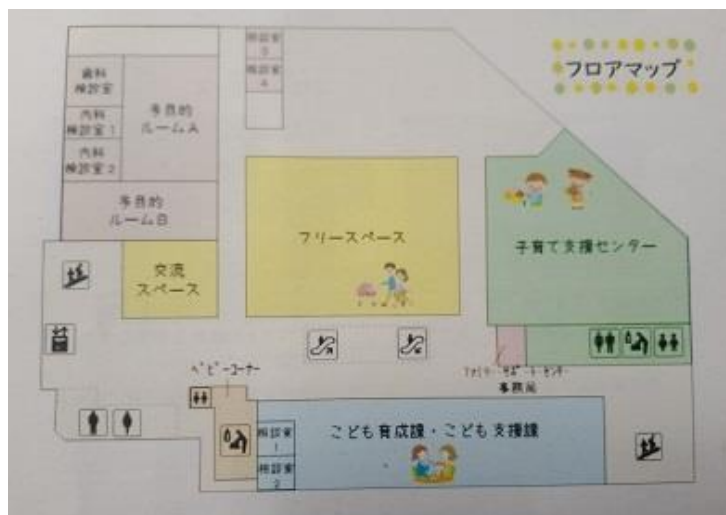 フロアマップ
相談室
3
相談室
4
歯科
検診室
内科
検診室1
内科
検診室2
多目的
ルームA
多目的
ルームB
交流
スペース
フリースペース
子育て支援センター
ファミリー・サポート・センター
事務局
ベビーコーナー
相談室
1
相談室
2
こども育成課・こども支援課